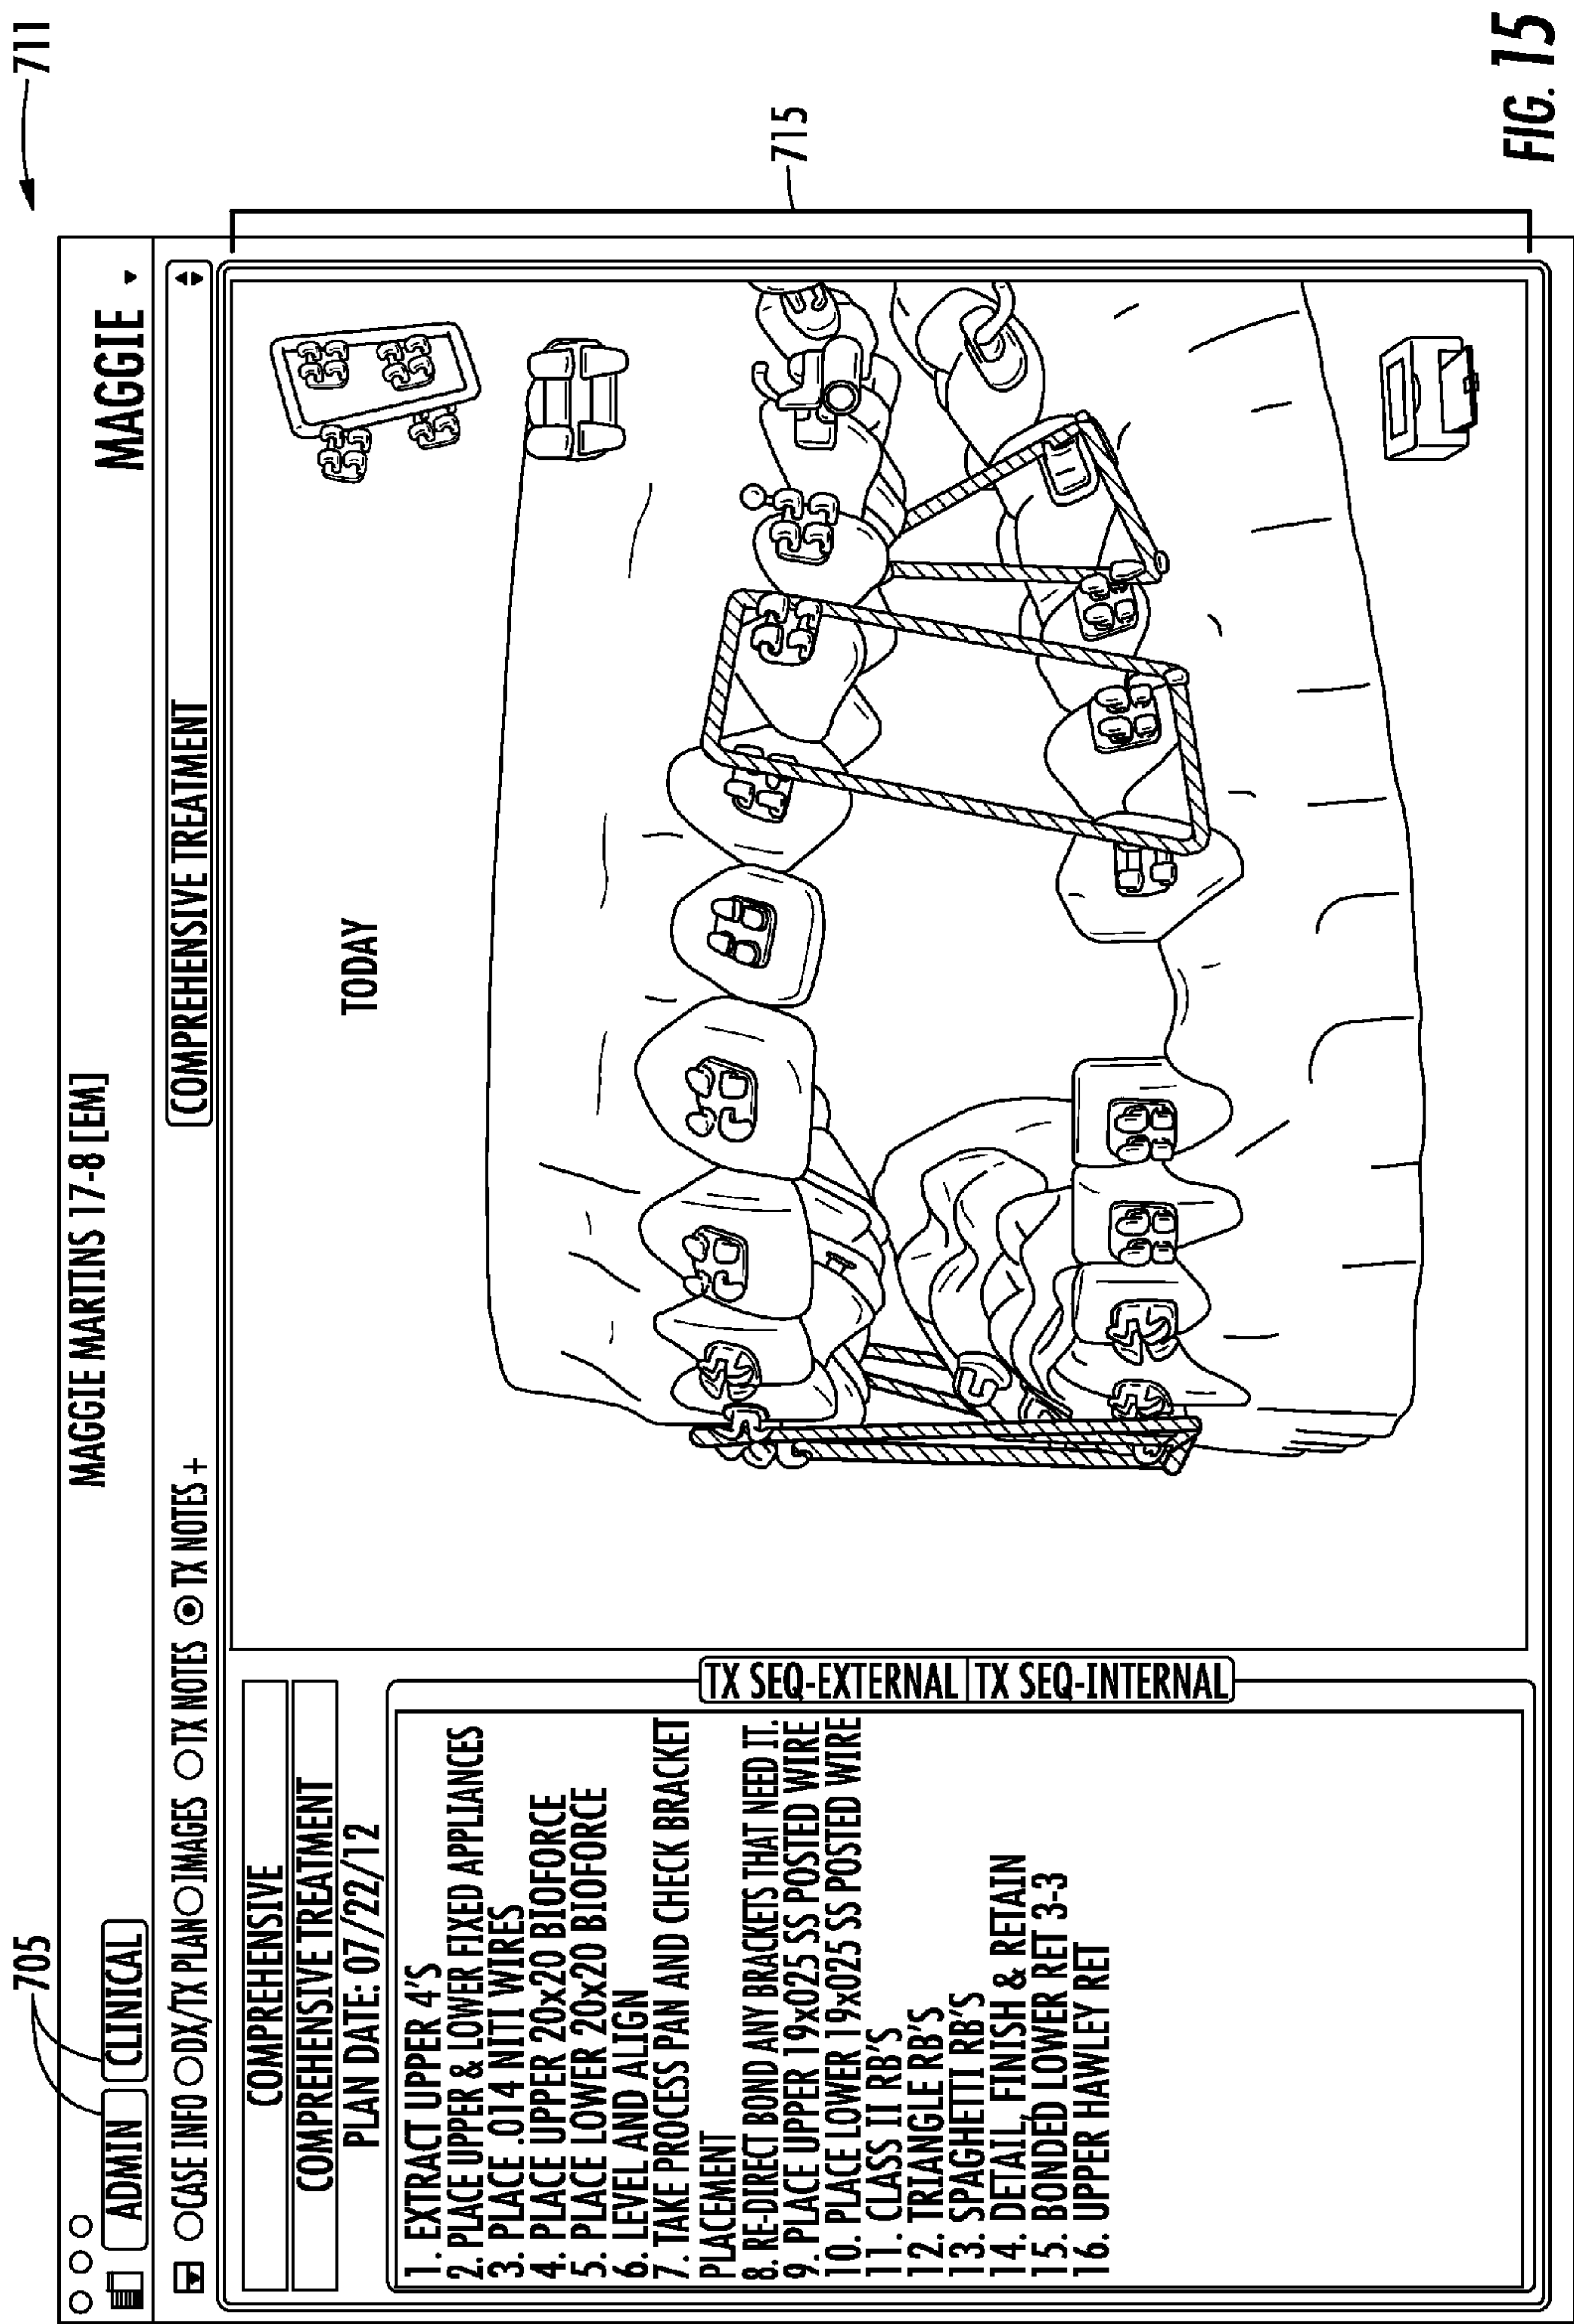 711
705
MAGGIE MARTINS 17-8 [EM]
ADMIN CLINICAL MAGGIE
CASE INFO DX/TX PLAN IMAGES TX NOTES TX NOTES +
COMPREHENSIVE TREATMENT
COMPREHENSIVE
COMPREHENSIVE TREATMENT
PLAN DATE: 07/22/12
1. EXTRACT UPPER 4'S
2. PLACE UPPER & LOWER FIXED APPLIANCES
3. PLACE .014 NITI WIRES
4. PLACE UPPER 20x20 BIOFORCE
5. PLACE LOWER 20x20 BIOFORCE
6. LEVEL AND ALIGN
7. TAKE PROCESS PAN AND CHECK BRACKET
PLACEMENT
8. RE-DIRECT BOND ANY BRACKETS THAT NEED IT.
9. PLACE UPPER 19x025 SS POSTED WIRE
10. PLACE LOWER 19x025 SS POSTED WIRE
11. CLASS II RB'S
12. TRIANGLE RB'S
13. SPAGHETTI RB'S
14. DETAIL, FINISH & RETAIN
15. BONDED LOWER RET 3-3
16. UPPER HAWLEY RET
TX SEQ-EXTERNAL TX SEQ-INTERNAL
TODAY
715
FIG. 15